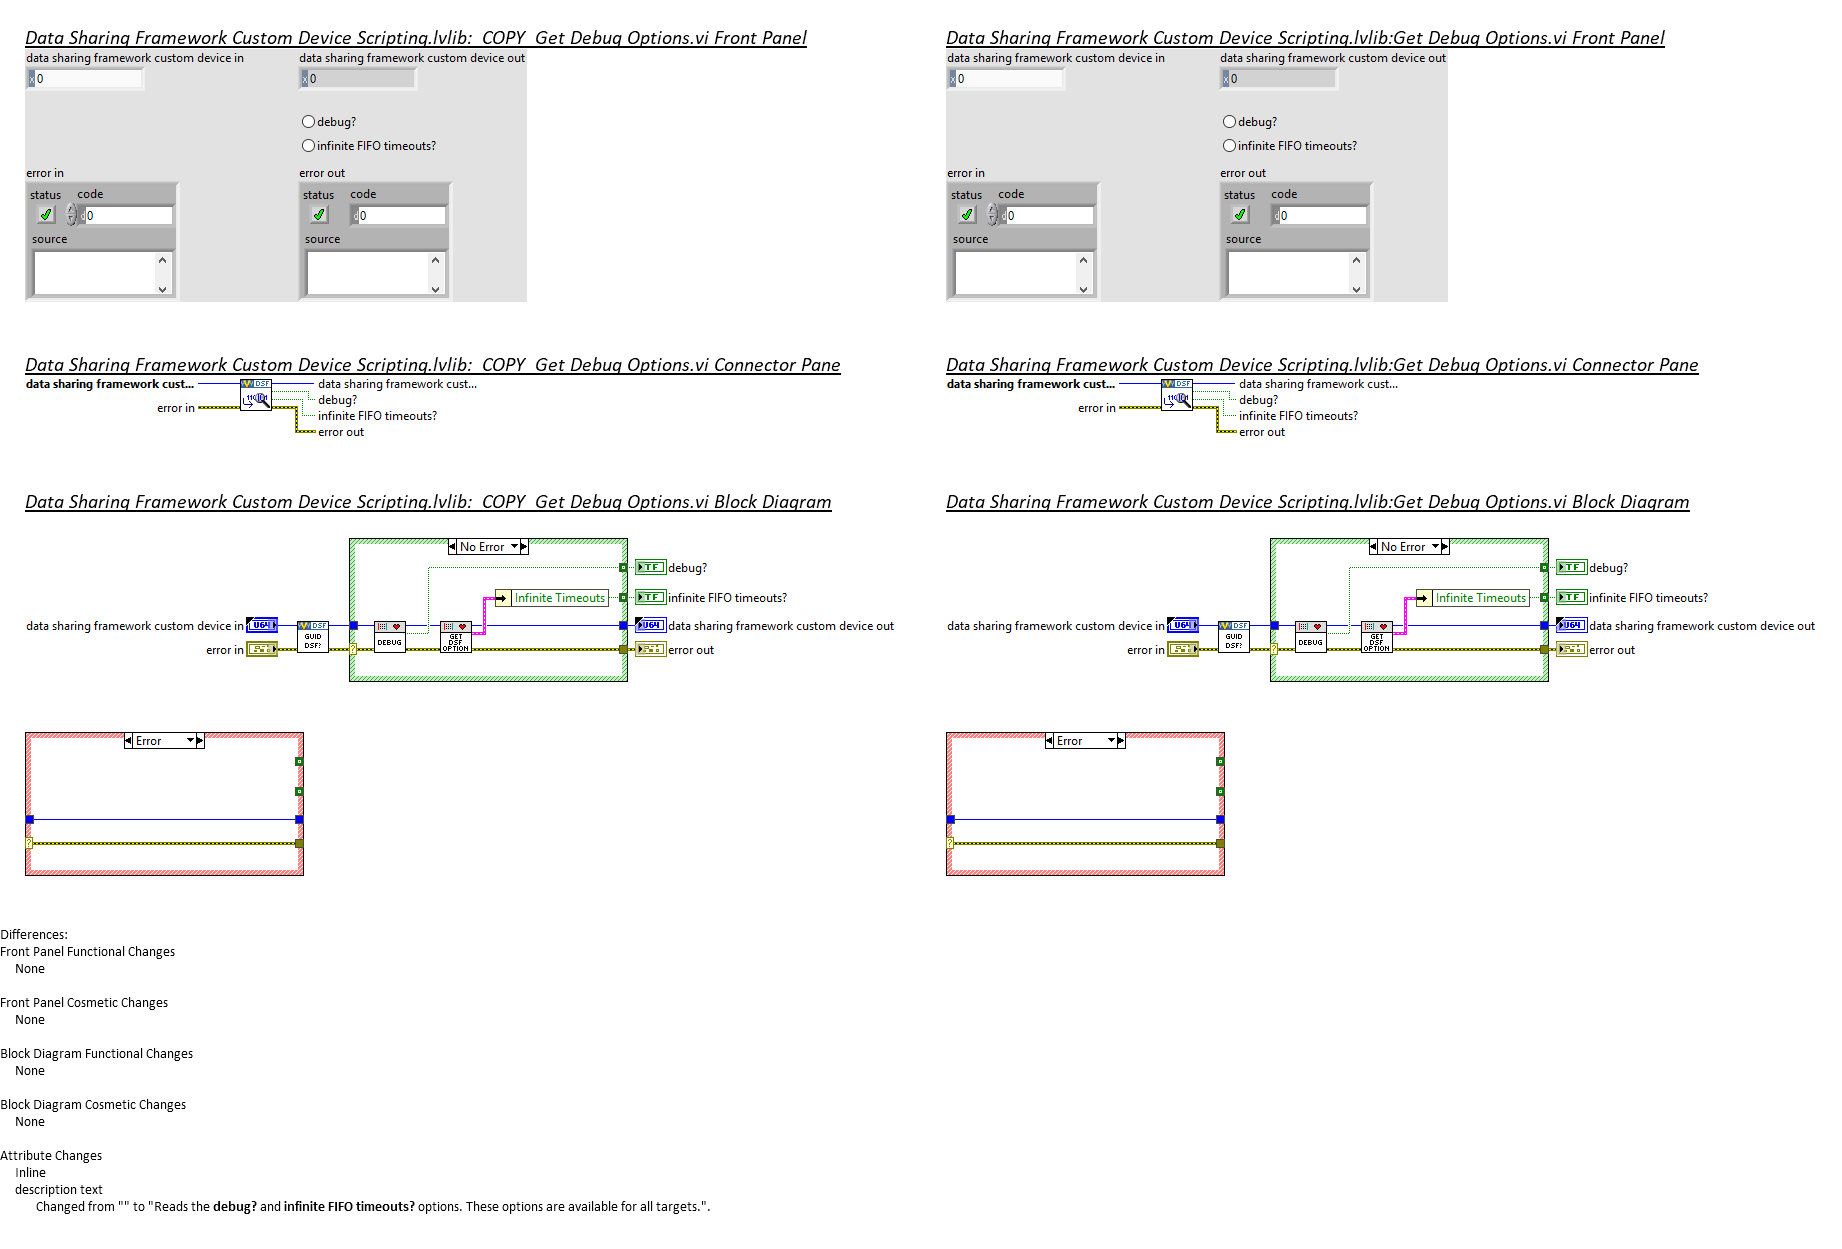 Data Sharing Framework Custom Device Scripting.lvlib:_COPY_Get Debug Options.vi Front Panel
data sharing framework custom device in
data sharing framework custom device out
x 0
x 0
debug?
infinite FIFO timeouts?
error in
error out
status code
status code
d 0
d 0
source
source
Data Sharing Framework Custom Device Scripting.lvlib:Get Debug Options.vi Front Panel
data sharing framework custom device in
data sharing framework custom device out
x 0
x 0
debug?
infinite FIFO timeouts?
error in
error out
status code
status code
d 0
d 0
source
source
Data Sharing Framework Custom Device Scripting.lvlib:_COPY_Get Debug Options.vi Connector Pane
data sharing framework cust...
DSF
data sharing framework cust...
debug?
error in
infinite FIFO timeouts?
error out
Data Sharing Framework Custom Device Scripting.lvlib:Get Debug Options.vi Connector Pane
data sharing framework cust...
DSF
data sharing framework cust...
debug?
error in
infinite FIFO timeouts?
error out
Data Sharing Framework Custom Device Scripting.lvlib:_COPY_Get Debug Options.vi Block Diagram
No Error
TF debug?
Infinite Timeouts
TF infinite FIFO timeouts?
data sharing framework custom device in U64
DSF
GUID
DSF?
DEBUG
GET
DSF
OPTION
U64 data sharing framework custom device out
error in
?
error out
Error
?
Data Sharing Framework Custom Device Scripting.lvlib:Get Debug Options.vi Block Diagram
No Error
TF debug?
Infinite Timeouts
TF infinite FIFO timeouts?
data sharing framework custom device in U64
DSF
GUID
DSF?
DEBUG
GET
DSF
OPTION
U64 data sharing framework custom device out
error in
?
error out
Error
?
Differences:
Front Panel Functional Changes
None
Front Panel Cosmetic Changes
None
Block Diagram Functional Changes
None
Block Diagram Cosmetic Changes
None
Attribute Changes
Inline
description text
Changed from "" to "Reads the debug? and infinite FIFO timeouts? options. These options are available for all targets.".